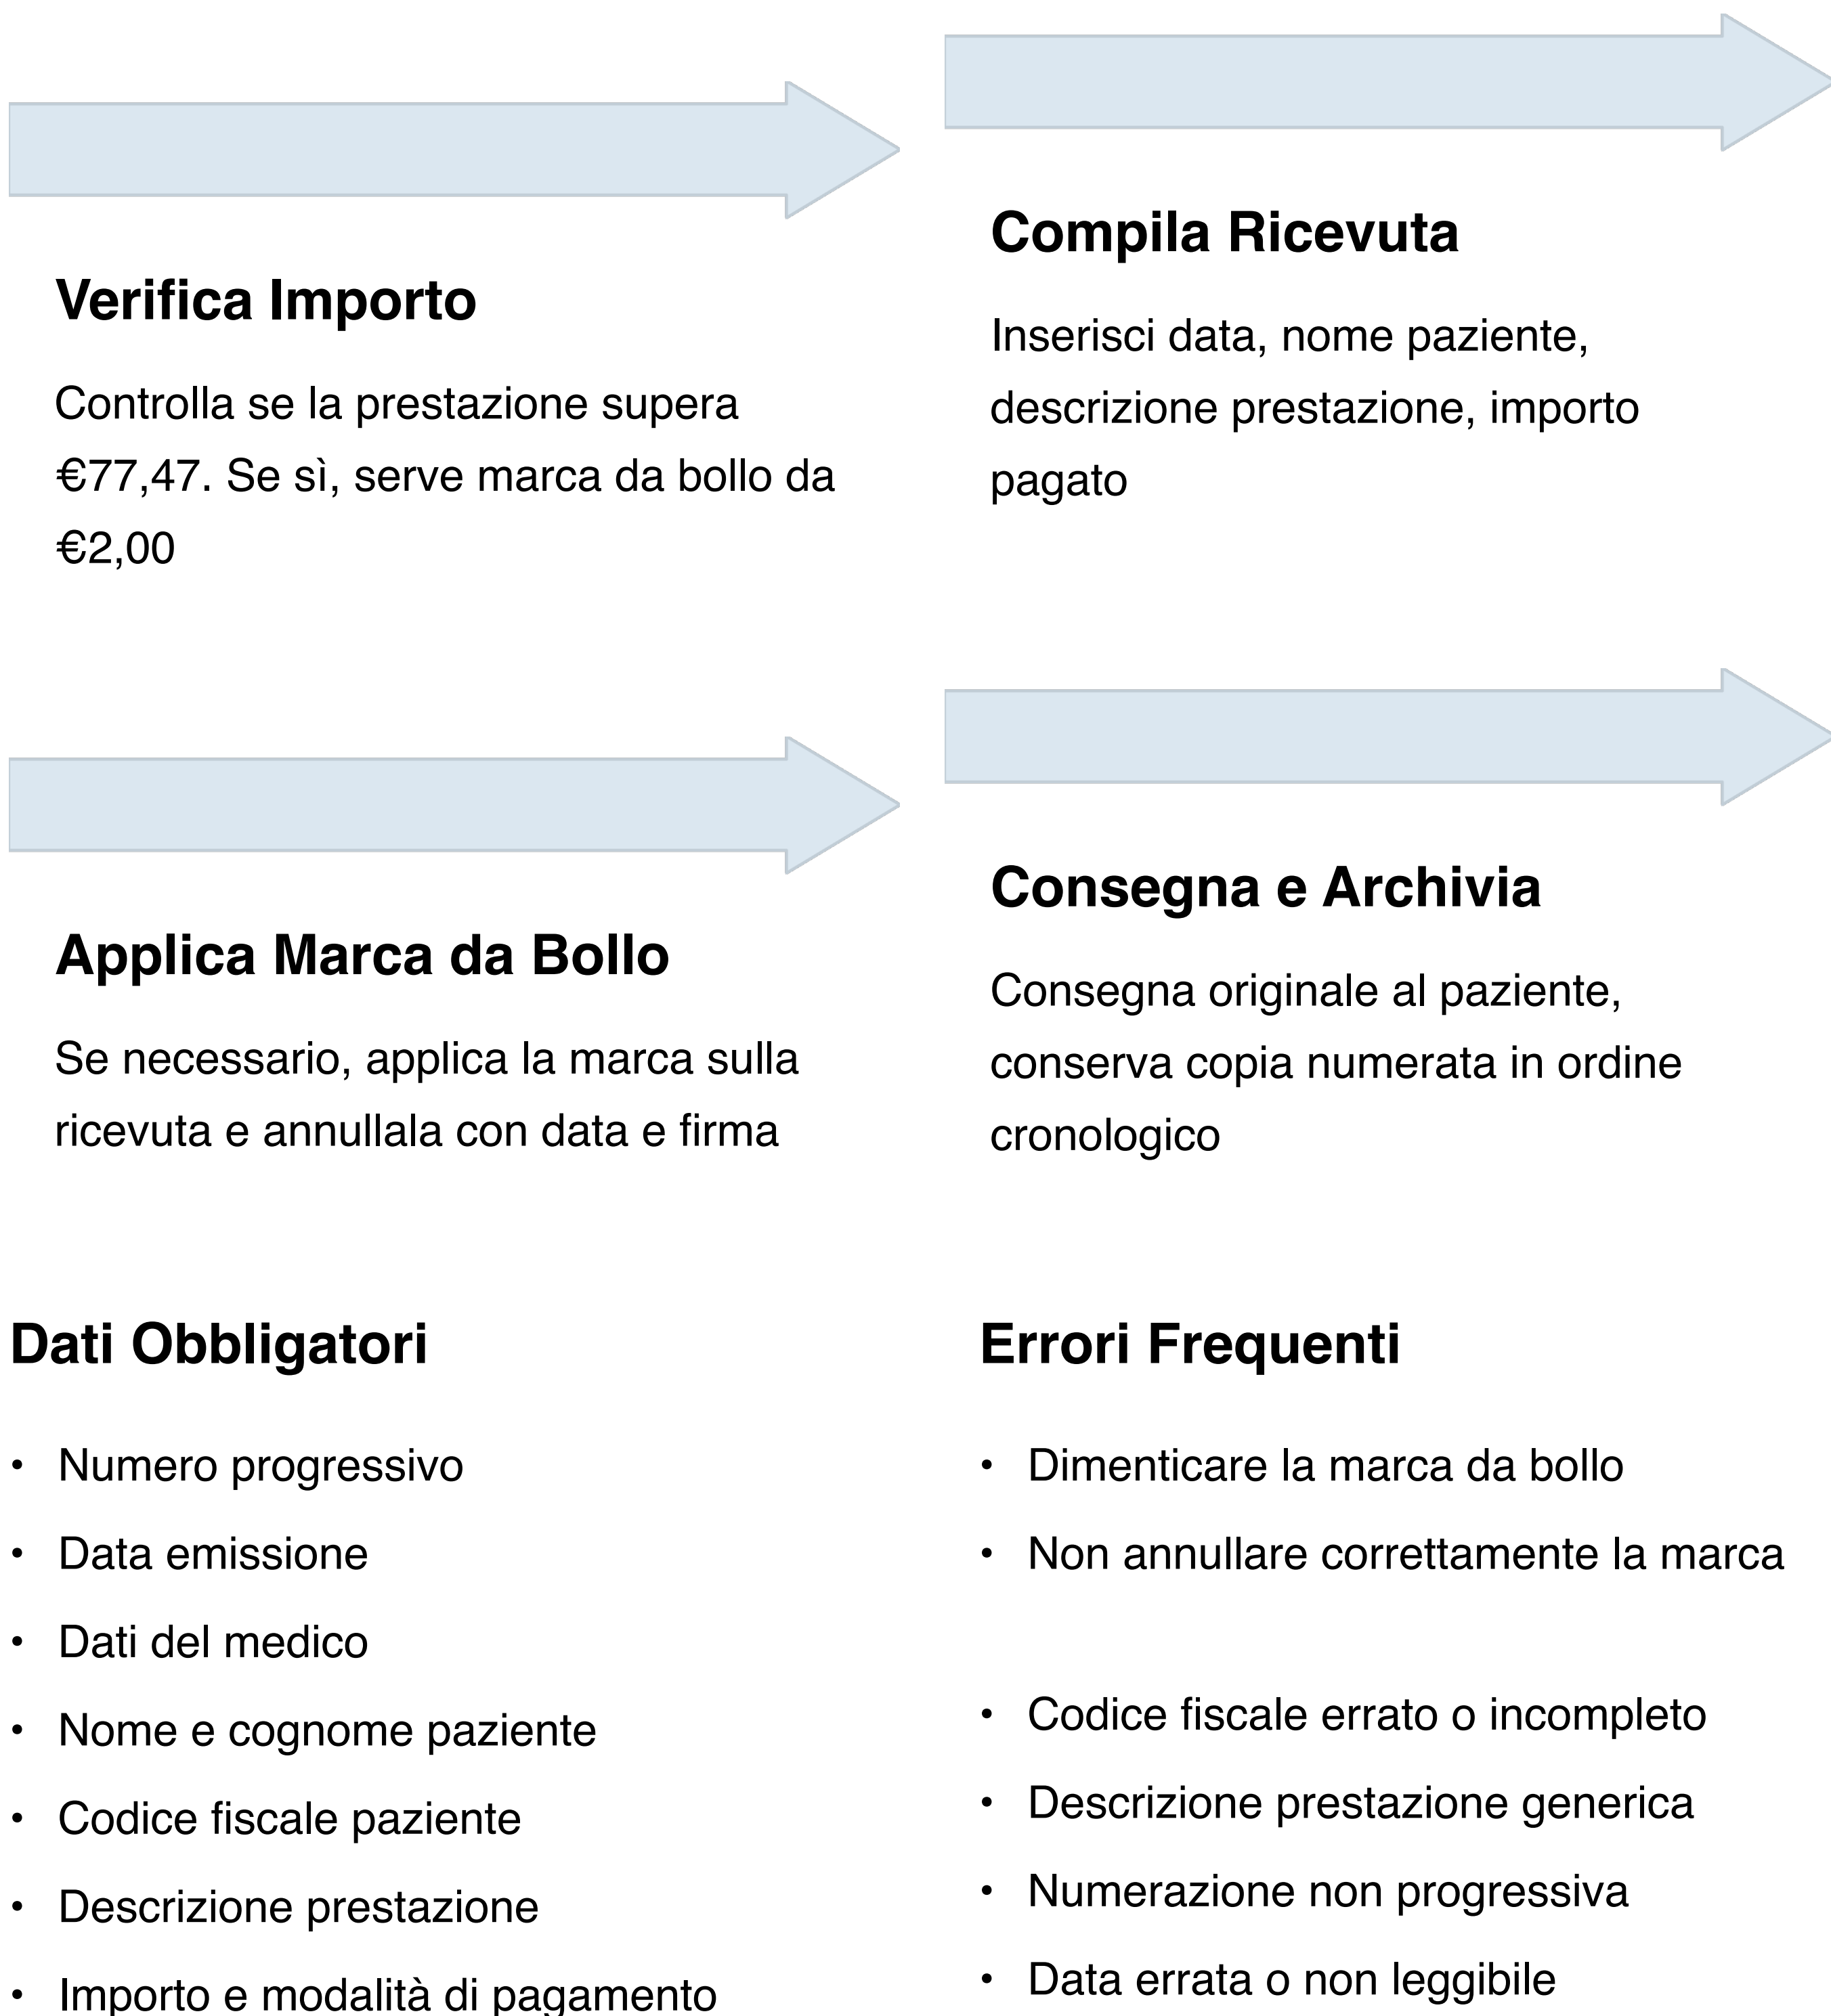 Verifica Importo
Controlla se la prestazione supera
€77,47. Se sì, serve marca da bollo da
€2,00
Compila Ricevuta
Inserisci data, nome paziente,
descrizione prestazione, importo
pagato
Applica Marca da Bollo
Se necessario, applica la marca sulla
ricevuta e annullala con data e firma
Consegna e Archivia
Consegna originale al paziente,
conserva copia numerata in ordine
cronologico
Dati Obbligatori
• Numero progressivo
• Data emissione
• Dati del medico
• Nome e cognome paziente
• Codice fiscale paziente
• Descrizione prestazione
• Importo e modalità di pagamento
Errori Frequenti
• Dimenticare la marca da bollo
• Non annullare correttamente la marca
• Codice fiscale errato o incompleto
• Descrizione prestazione generica
• Numerazione non progressiva
• Data errata o non leggibile